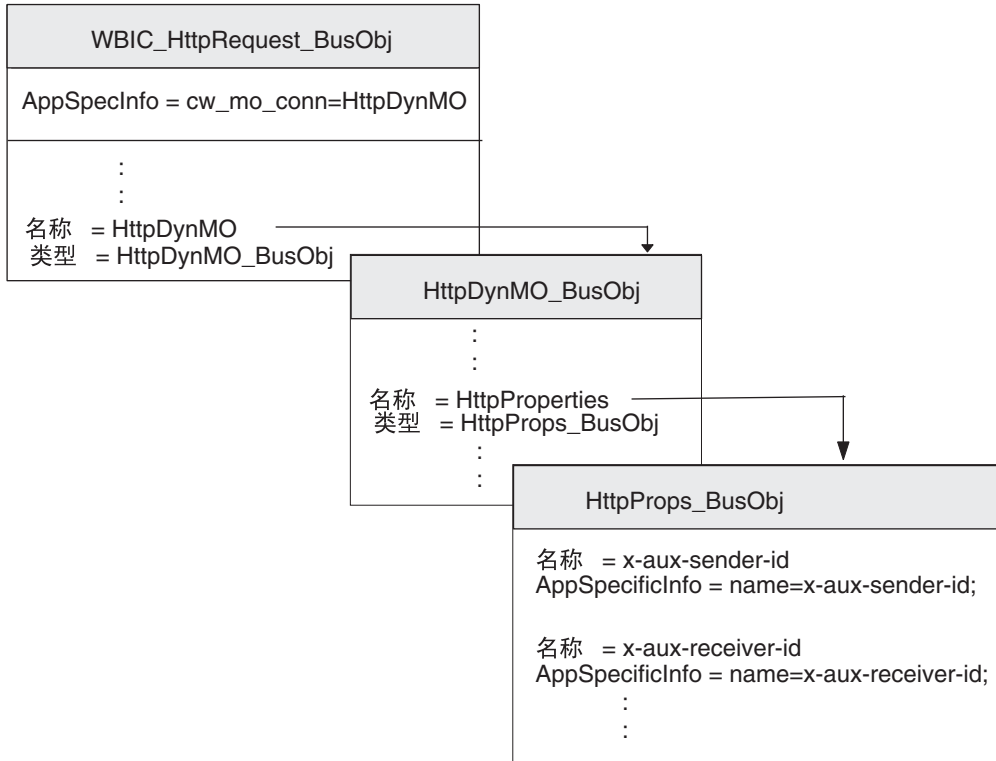 WBIC_HttpRequest_BusObj
AppSpecInfo = cw_mo_conn=HttpDynMO
:
:
名称 = HttpDynMO
类型 = HttpDynMO_BusObj
HttpDynMO_BusObj
:
:
名称 = HttpProperties
类型 = HttpProps_BusObj
:
:
HttpProps_BusObj
名称 = x-aux-sender-id
AppSpecificInfo = name=x-aux-sender-id;
名称 = x-aux-receiver-id
AppSpecificInfo = name=x-aux-receiver-id;
:
: